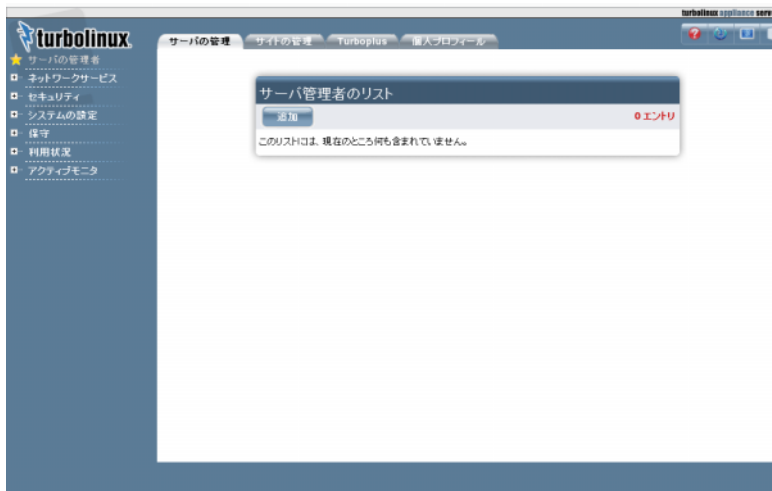 turbolinux appliance serv
turbolinux
サーバの管理
サイトの管理
Turboplus
個人プロフィール
サーバの管理者
ネットワークサービス
セキュリティ
システムの設定
保守
利用状況
アクティブモニタ
サーバ管理者のリスト
追加
0 エントリ
このリストには、現在のところ何も含まれていません。